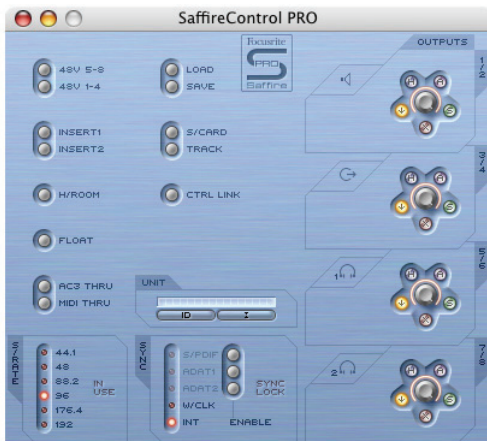 SaffireControl PRO
48V 5-8
48V 1-4
LOAD
SAVE
Focusrite
PRO
Saffire
INSERT1
INSERT2
S/CARD
TRACK
H/ROOM
CTRL LINK
FLOAT
AC3 THRU
MIDI THRU
UNIT
ID
I
S/RATE
44.1
48
88.2
96
176.4
192
IN
USE
SYNC
S/PDIF
ADAT1
ADAT2
W/CLK
INT
SYNC
LOCK
ENABLE
OUTPUTS
1/2
3/4
5/6
1
7/8
2